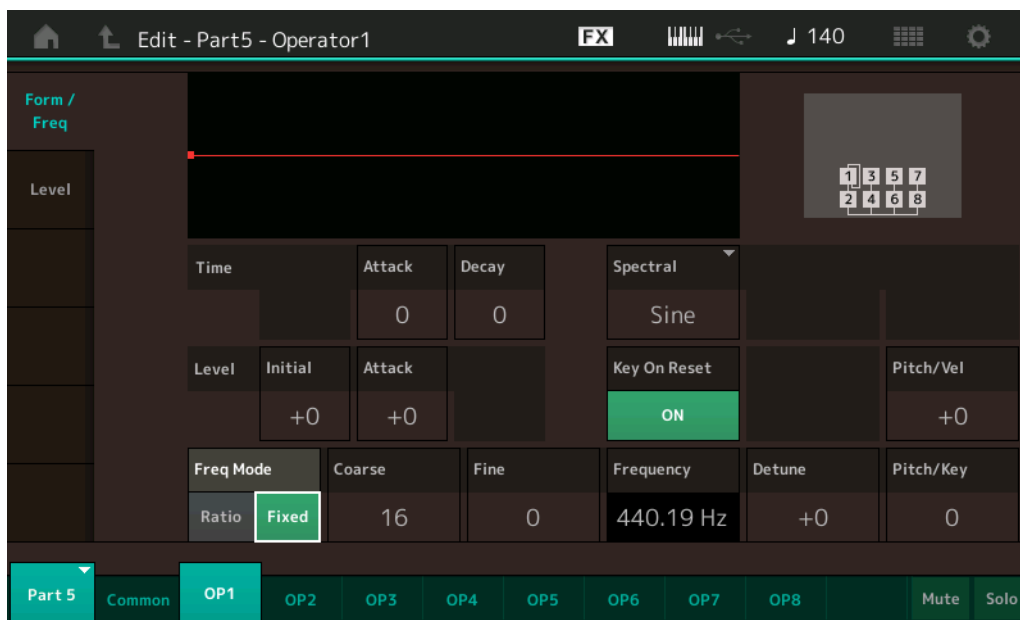 Edit - Part5 - Operator1 FX ♩ 140
Form /
Freq
Level
1 3 5 7
2 4 6 8
Time Attack Decay Spectral
0 0 Sine
Level Initial Attack Key On Reset Pitch/Vel
+0 +0 ON +0
Freq Mode Coarse Fine Frequency Detune Pitch/Key
Ratio Fixed 16 0 440.19 Hz +0 0
Part 5 Common OP1 OP2 OP3 OP4 OP5 OP6 OP7 OP8 Mute Solo